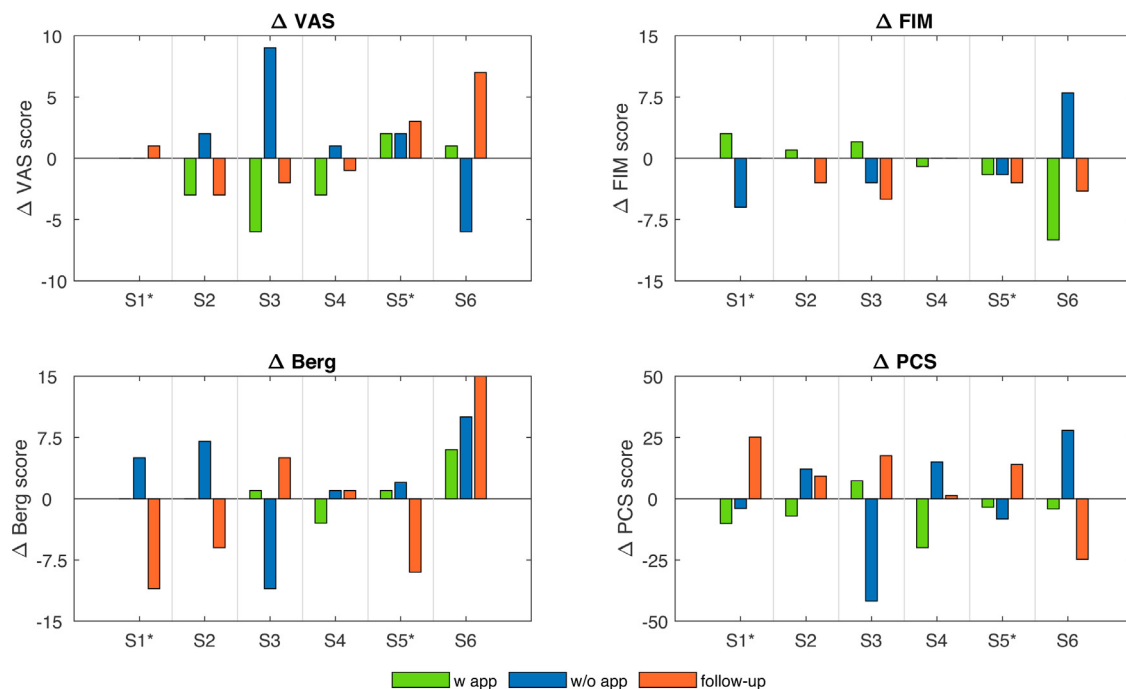 Δ VAS
10
5
0
-5
-10
Δ VAS score
S1* S2 S3 S4 S5* S6
Δ FIM
15
7.5
0
-7.5
-15
Δ FIM score
S1* S2 S3 S4 S5* S6
Δ Berg
15
7.5
0
-7.5
-15
Δ Berg score
S1* S2 S3 S4 S5* S6
Δ PCS
50
25
0
-25
-50
Δ PCS score
S1* S2 S3 S4 S5* S6
w app w/o app follow-up